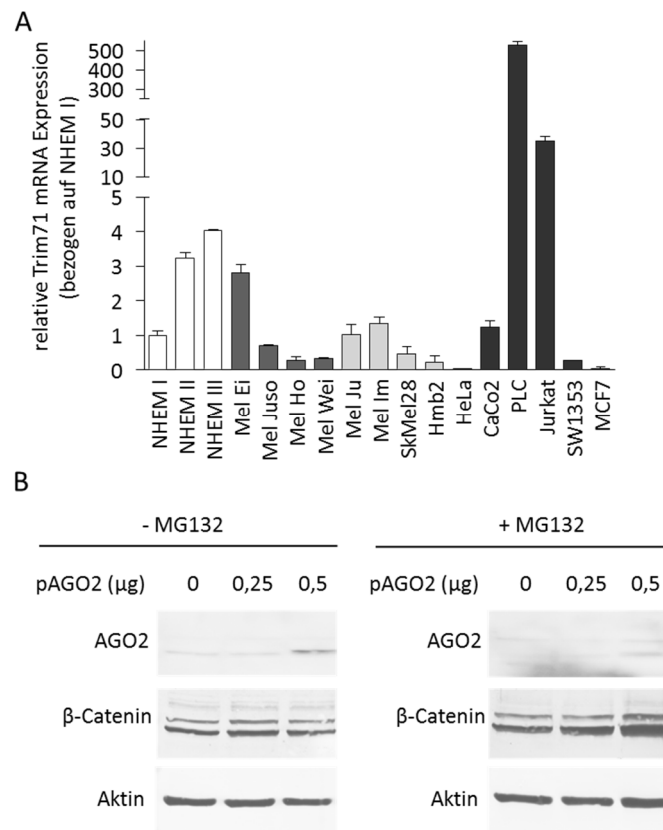 A
relative Trim71 mRNA Expression
(bezogen auf NHEM I)
500
400
300
50
30
10
4
3
2
1
0
NHEM I
NHEM II
NHEM III
Mel Ei
Mel Juso
Mel Ho
Mel Wei
Mel Ju
Mel Im
SkMel28
Hmb2
HeLa
CaCo2
PLC
Jurkat
SW1353
MCF7
B
- MG132
pAGO2 (µg) 0 0,25 0,5
AGO2
β-Catenin
Aktin
+ MG132
pAGO2 (µg) 0 0,25 0,5
AGO2
β-Catenin
Aktin